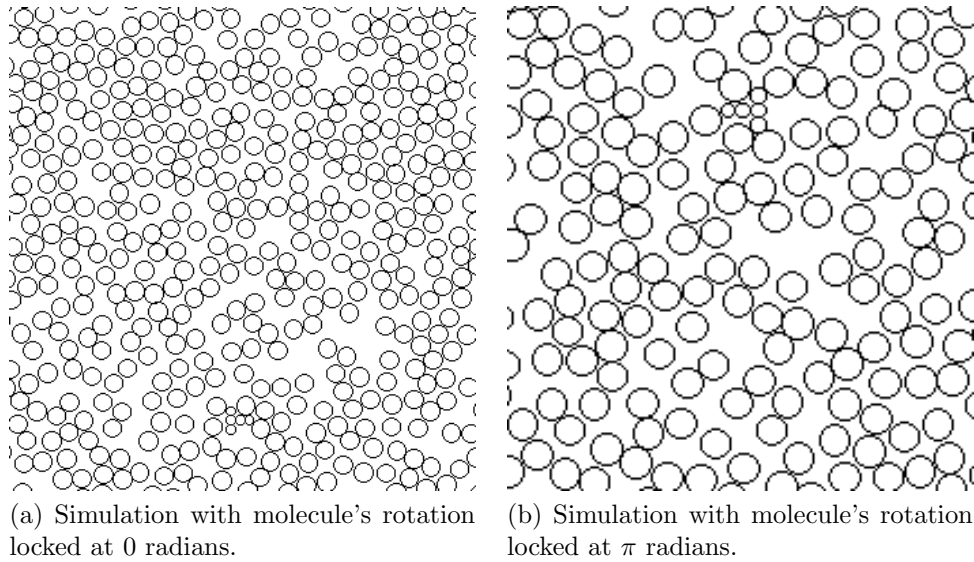 (a) Simulation with molecule's rotation
locked at 0 radians.
(b) Simulation with molecule's rotation
locked at π radians.